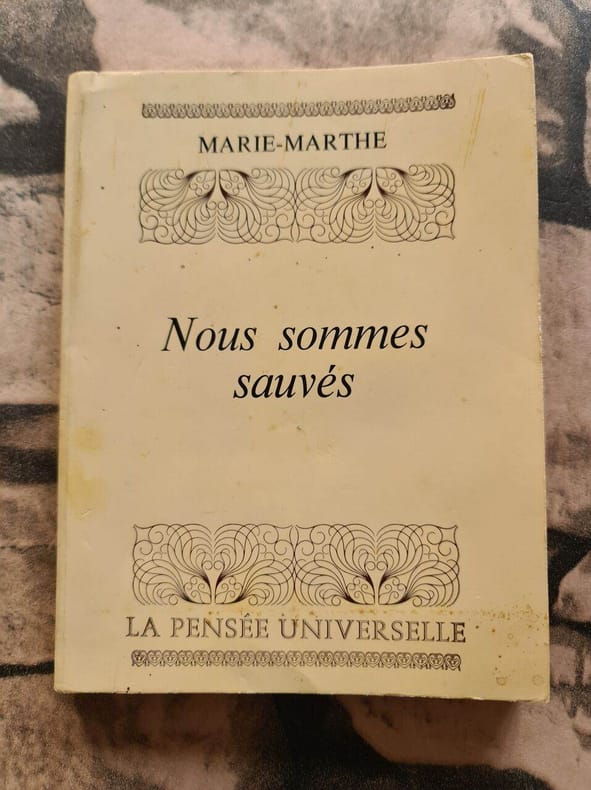 MARIE-MARTHE
Nous sommes
sauvés
LA PENSÉE UNIVERSELLE